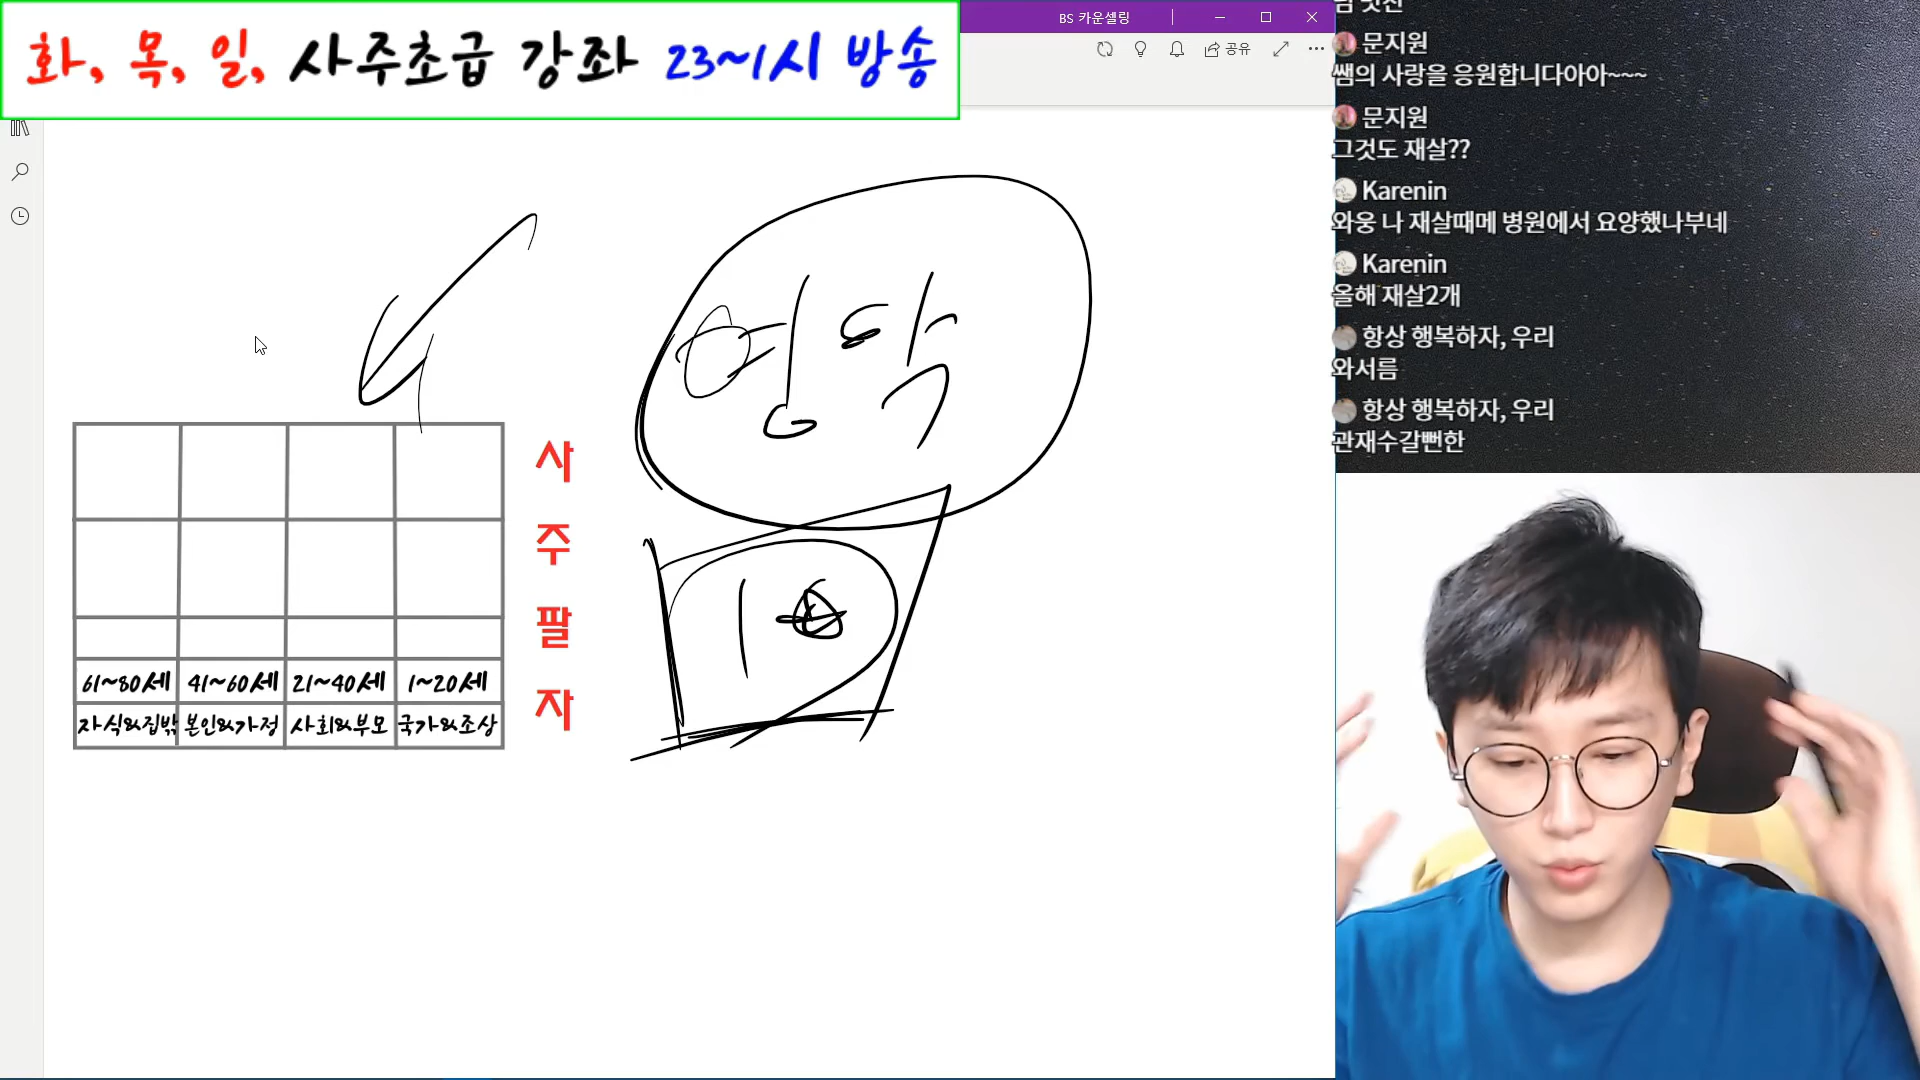 화, 목, 일, 사주초급 강좌 23~1시 방송
BS 카운셀링
공유
문지원
쌤의 사랑을 응원합니다아아~~~
문지원
그것도 재살??
Karenin
와웅 나 재살때메 병원에서 요양했나부네
Karenin
올해 재살2개
항상 행복하자, 우리
와서름
항상 행복하자, 우리
관재수갈뻔한
사
주
팔
자
61~80세 41~60세 21~40세 1~20세
자식&집밖 본인&가정 사회&부모 국가&조상